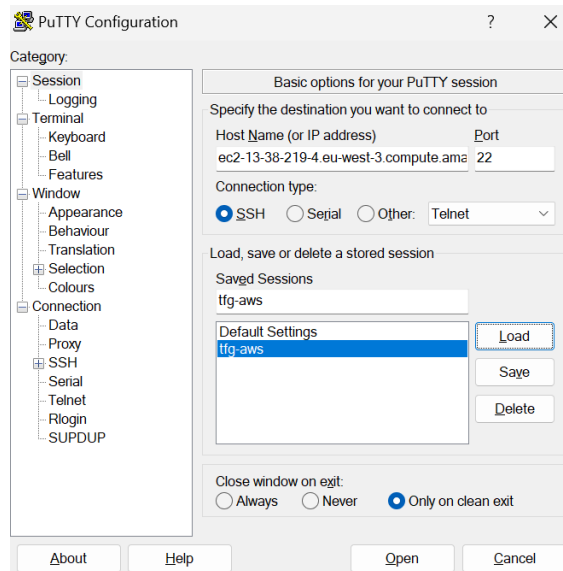 PuTTY Configuration ?
Category:
Session
Logging
Terminal
Keyboard
Bell
Features
Window
Appearance
Behaviour
Translation
Selection
Colours
Connection
Data
Proxy
SSH
Serial
Telnet
Rlogin
SUPDUP
Basic options for your PuTTY session
Specify the destination you want to connect to
Host Name (or IP address) Port
ec2-13-38-219-4.eu-west-3.compute.ama 22
Connection type:
SSH Serial Other: Telnet
Load, save or delete a stored session
Saved Sessions
tfg-aws
Default Settings
tfg-aws
Load
Save
Delete
Close window on exit:
Always Never Only on clean exit
About Help Open Cancel